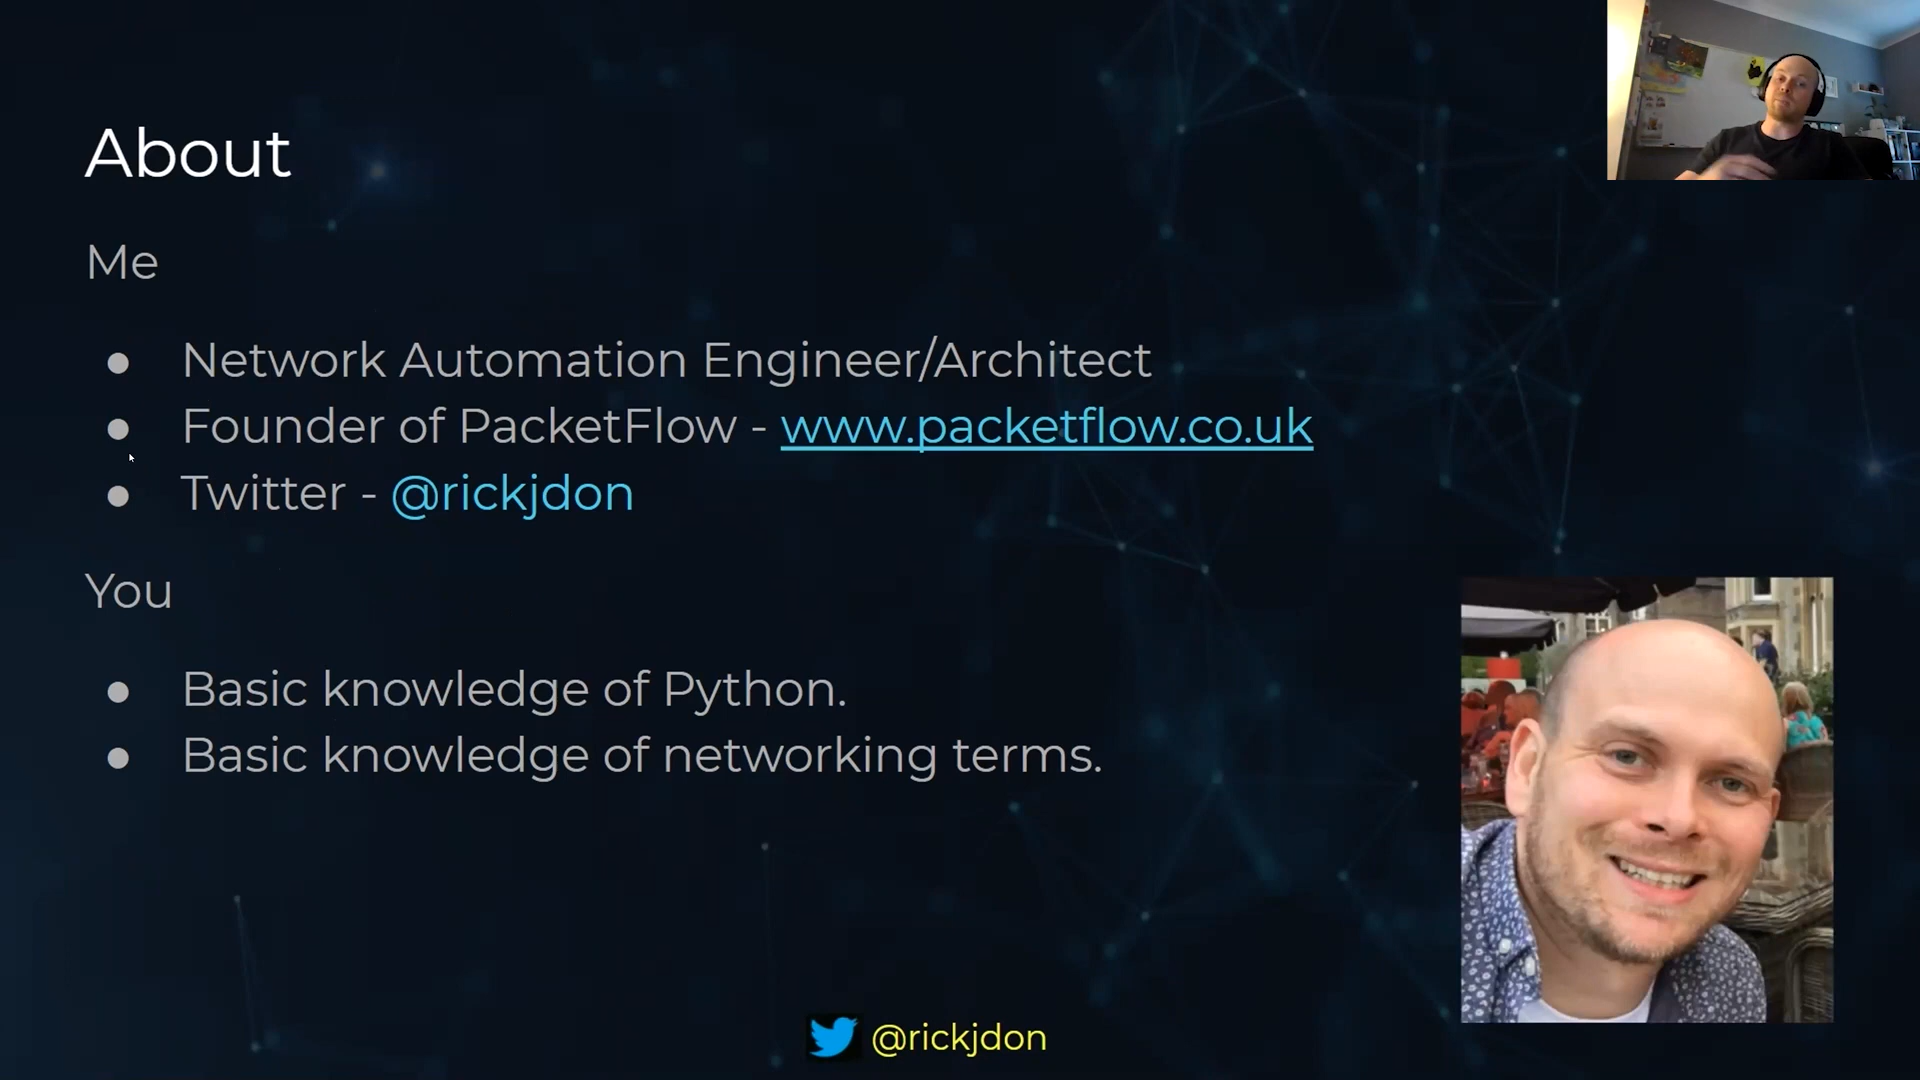 About
Me
● Network Automation Engineer/Architect
● Founder of PacketFlow - www.packetflow.co.uk
● Twitter - @rickjdon
You
● Basic knowledge of Python.
● Basic knowledge of networking terms.
@rickjdon